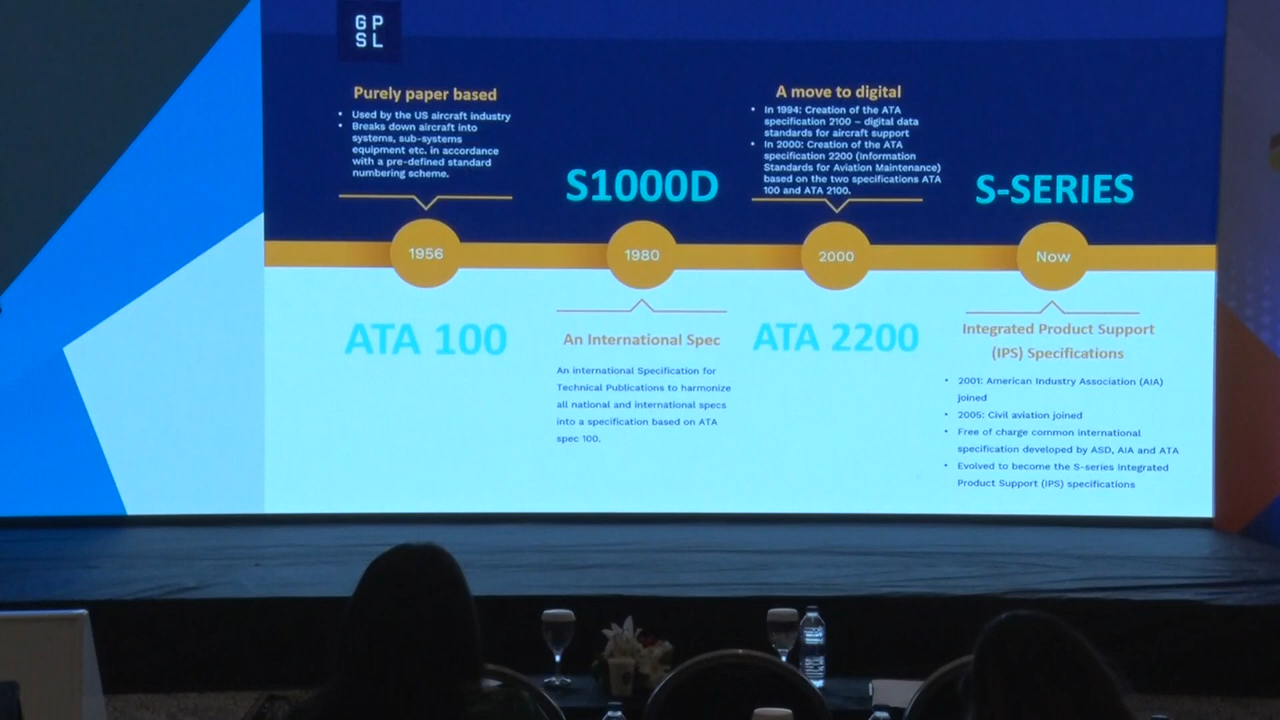 GP
SL
Purely paper based
• Used by the US aircraft industry
• Breaks down aircraft into
systems, sub-systems
equipment etc. in accordance
with a pre-defined standard
numbering scheme.
1956
ATA 100
S1000D
1980
An International Spec
An international Specification for
Technical Publications to harmonize
all national and international specs
into a specification based on ATA
spec 100.
A move to digital
• In 1994: Creation of the ATA
specification 2100 – digital data
standards for aircraft support
• In 2000: Creation of the ATA
specification 2200 (Information
Standards for Aviation Maintenance)
based on the two specifications ATA
100 and ATA 2100.
2000
ATA 2200
S-SERIES
Now
Integrated Product Support
(IPS) Specifications
• 2001: American Industry Association (AIA)
joined
• 2005: Civil aviation joined
• Free of charge common international
specification developed by ASD, AIA and ATA
• Evolved to become the S-series Integrated
Product Support (IPS) specifications